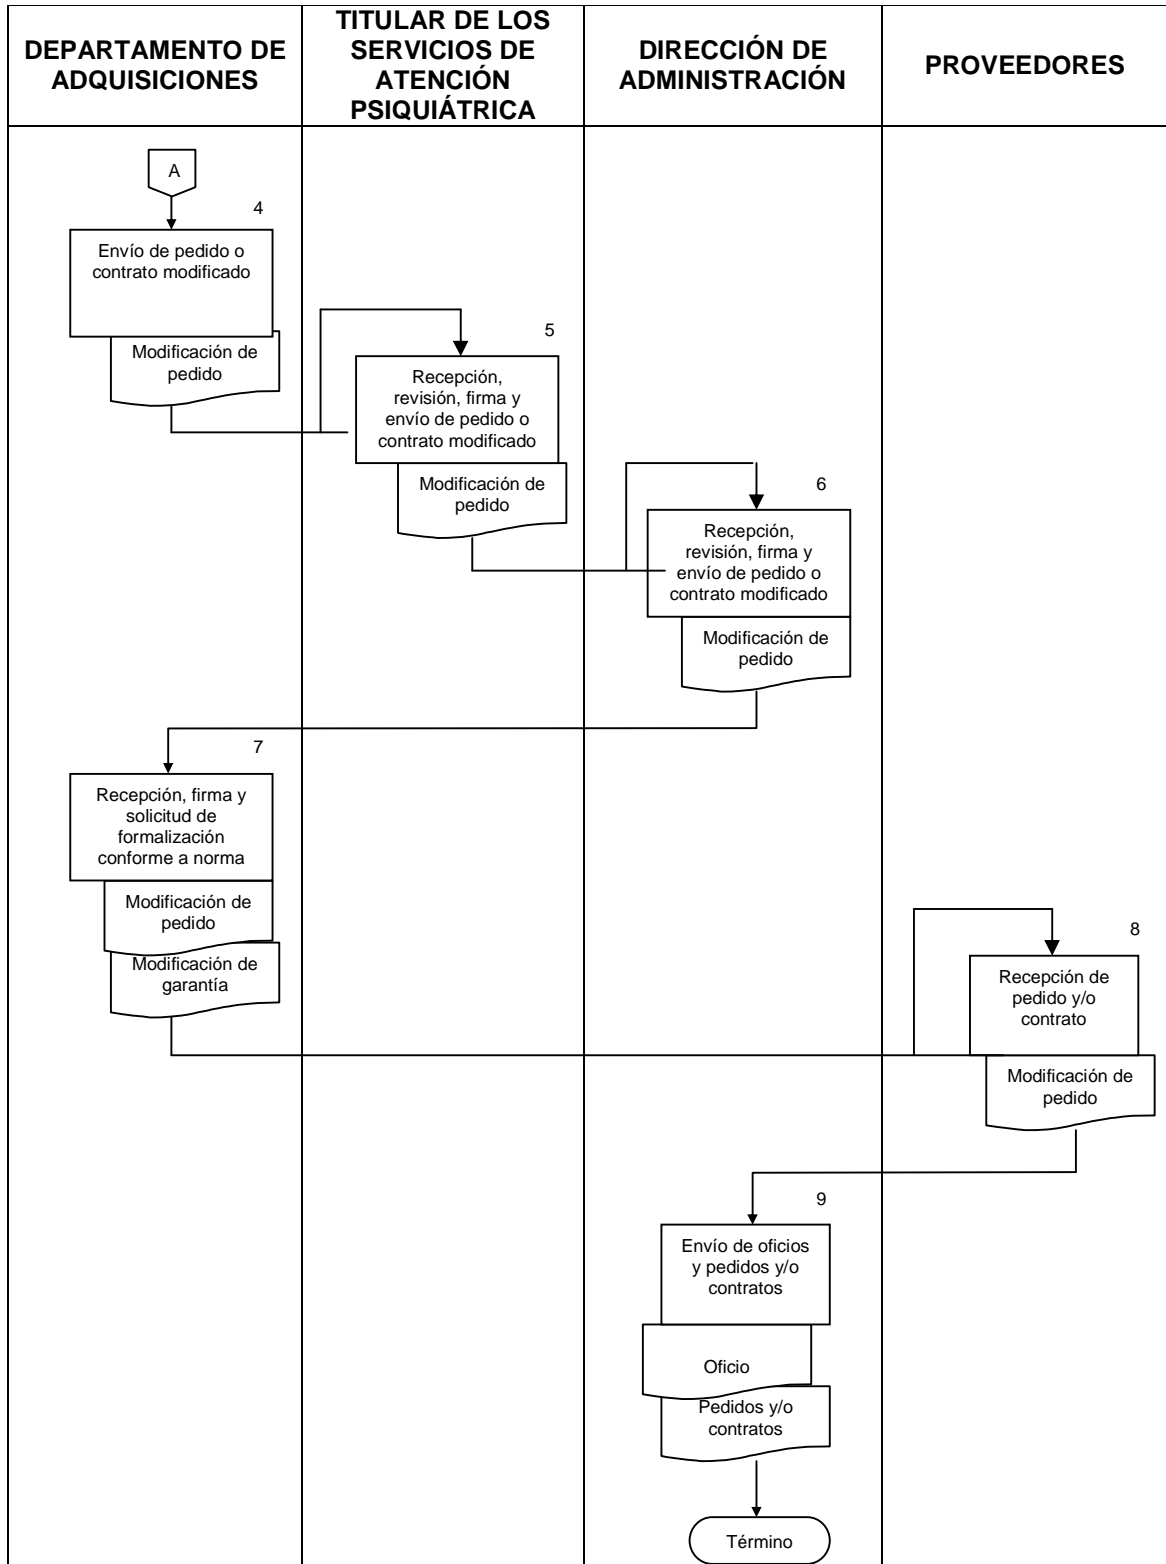 DEPARTAMENTO DE
ADQUISICIONES
TITULAR DE LOS
SERVICIOS DE
ATENCIÓN
PSIQUIÁTRICA
DIRECCIÓN DE
ADMINISTRACIÓN
PROVEEDORES
A
4
Envío de pedido o
contrato modificado
Modificación de
pedido
5
Recepción,
revisión, firma y
envío de pedido o
contrato modificado
Modificación de
pedido
6
Recepción,
revisión, firma y
envío de pedido o
contrato modificado
Modificación de
pedido
7
Recepción, firma y
solicitud de
formalización
conforme a norma
Modificación de
pedido
Modificación de
garantía
8
Recepción de
pedido y/o
contrato
Modificación de
pedido
9
Envío de oficios
y pedidos y/o
contratos
Oficio
Pedidos y/o
contratos
Término